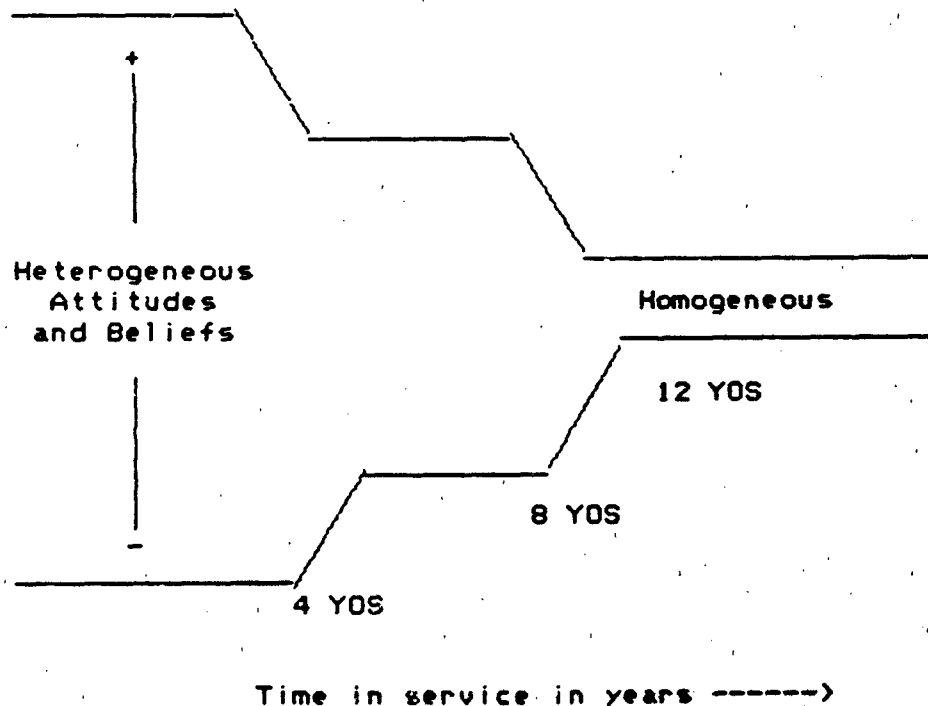 +
Heterogeneous
Attitudes
and Beliefs
Homogeneous
12 YOS
8 YOS
-
4 YOS
Time in service in years ------>